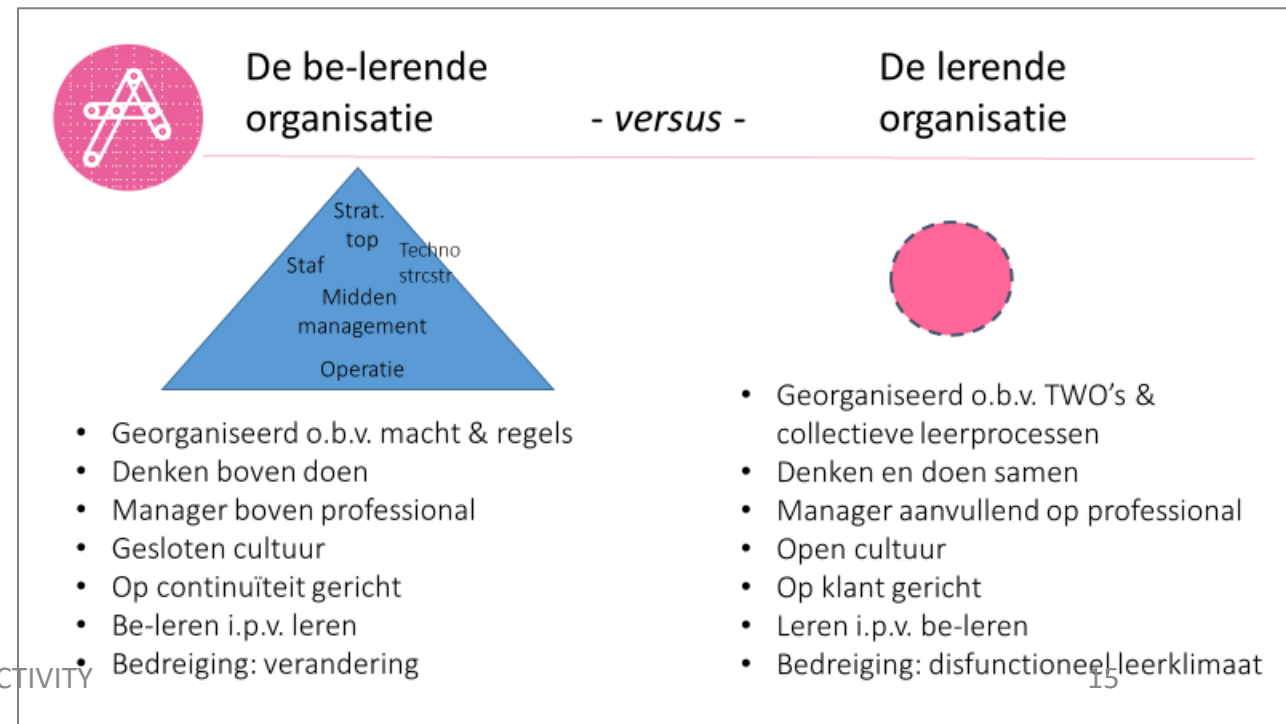 De be-lerende
organisatie
- versus -
De lerende
organisatie
Strat.
top
Staf
Techno
strcstr
Midden
management
Operatie
• Georganiseerd o.b.v. macht & regels
• Denken boven doen
• Manager boven professional
• Gesloten cultuur
• Op continuïteit gericht
• Be-leren i.p.v. leren
• Bedreiging: verandering
• Georganiseerd o.b.v. TWO’s &
collectieve leerprocessen
• Denken en doen samen
• Manager aanvullend op professional
• Open cultuur
• Op klant gericht
• Leren i.p.v. be-leren
• Bedreiging: disfunctioneel leerklimaat
CTIVITY
15